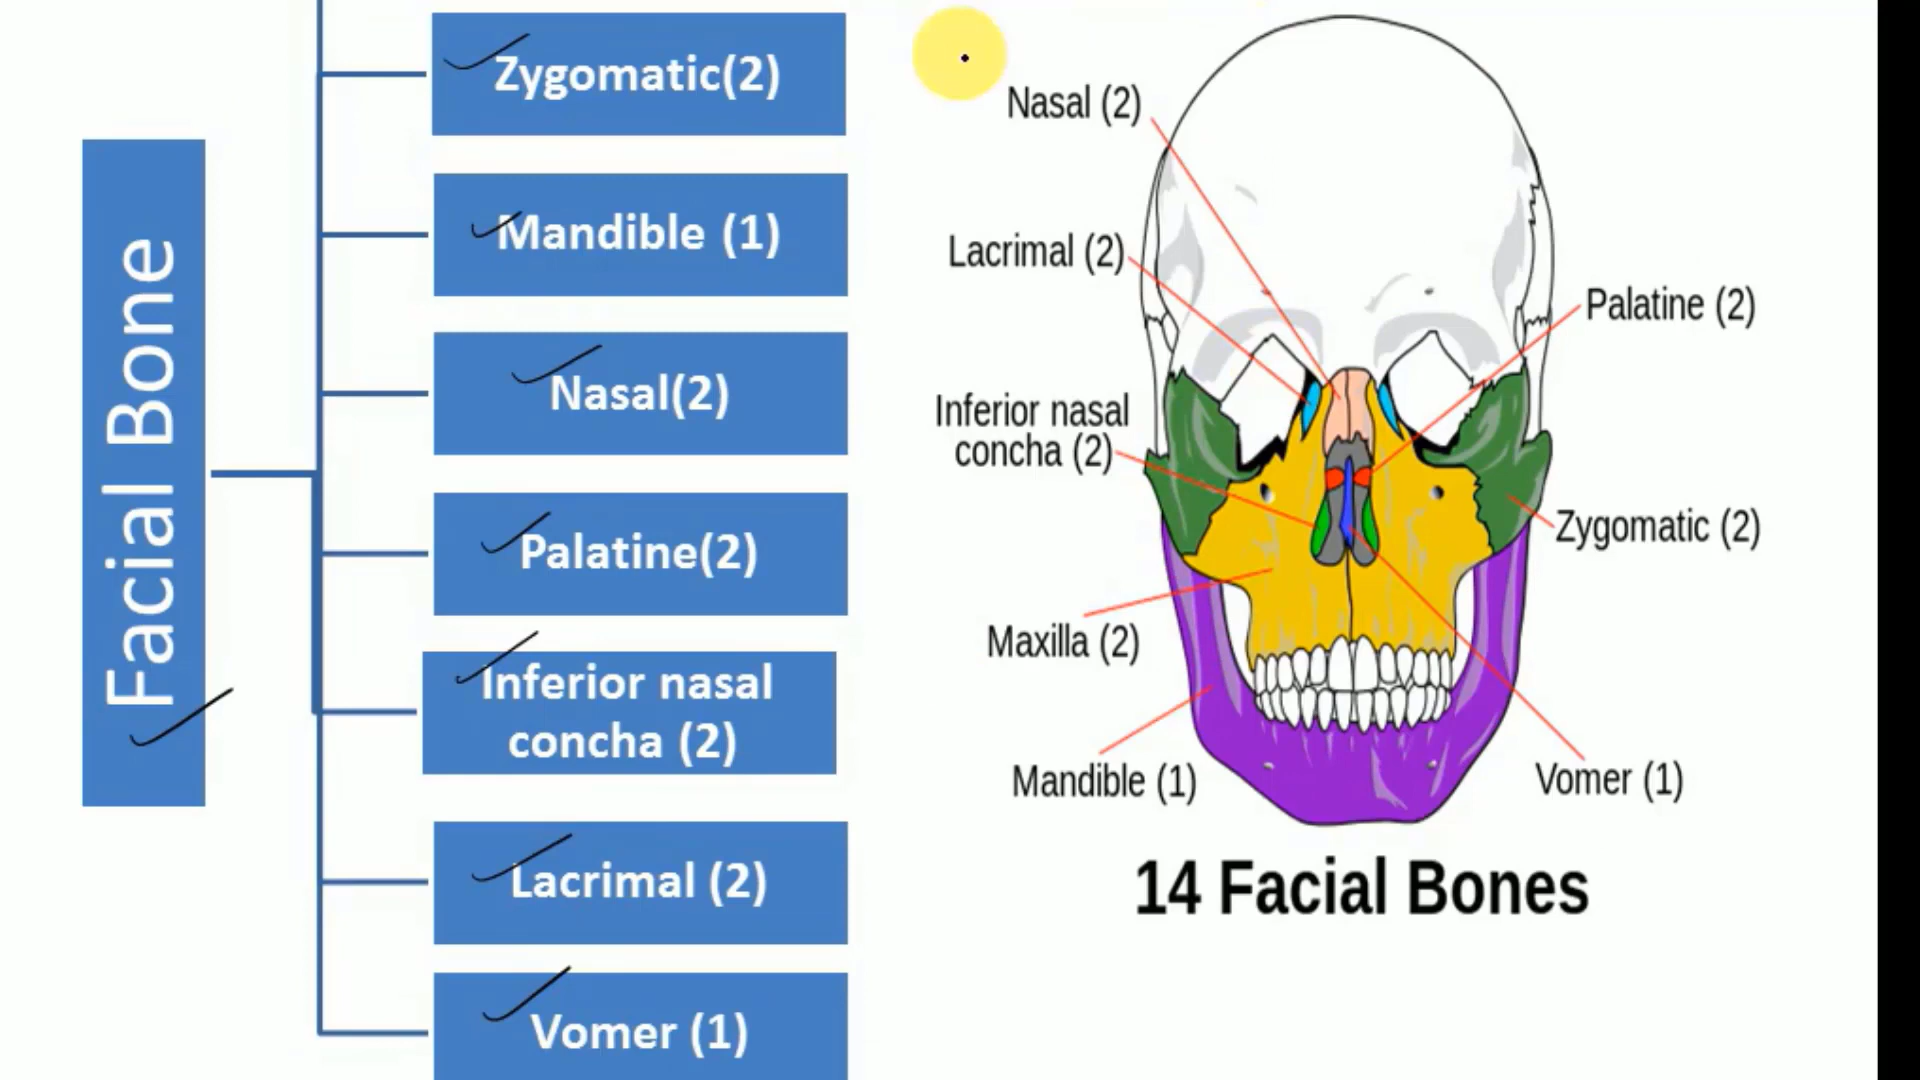 Facial Bone
Zygomatic(2)
Mandible (1)
Nasal(2)
Palatine(2)
Inferior nasal
concha (2)
Lacrimal (2)
Vomer (1)
Nasal (2)
Lacrimal (2)
Palatine (2)
Inferior nasal
concha (2)
Zygomatic (2)
Maxilla (2)
Mandible (1)
Vomer (1)
14 Facial Bones